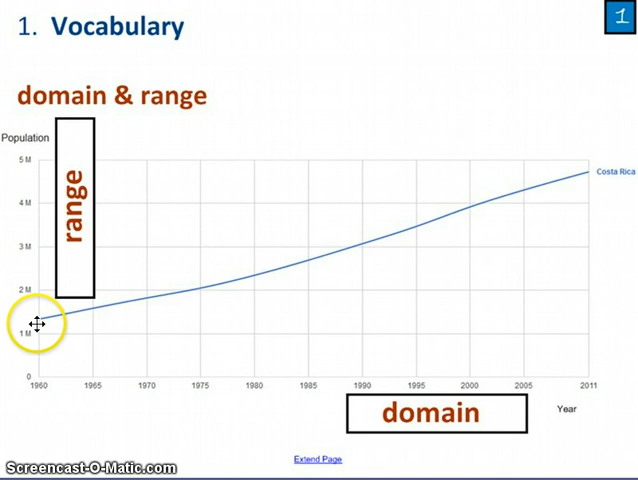 1. Vocabulary
1
domain & range
Population
range
5 M
Costa Rica
4 M
3 M
2 M
1 M
0
1960 1965 1970 1975 1980 1985 1990 1995 2000 2005 2011
domain
Year
Extend Page
Screencast-O-Matic.com